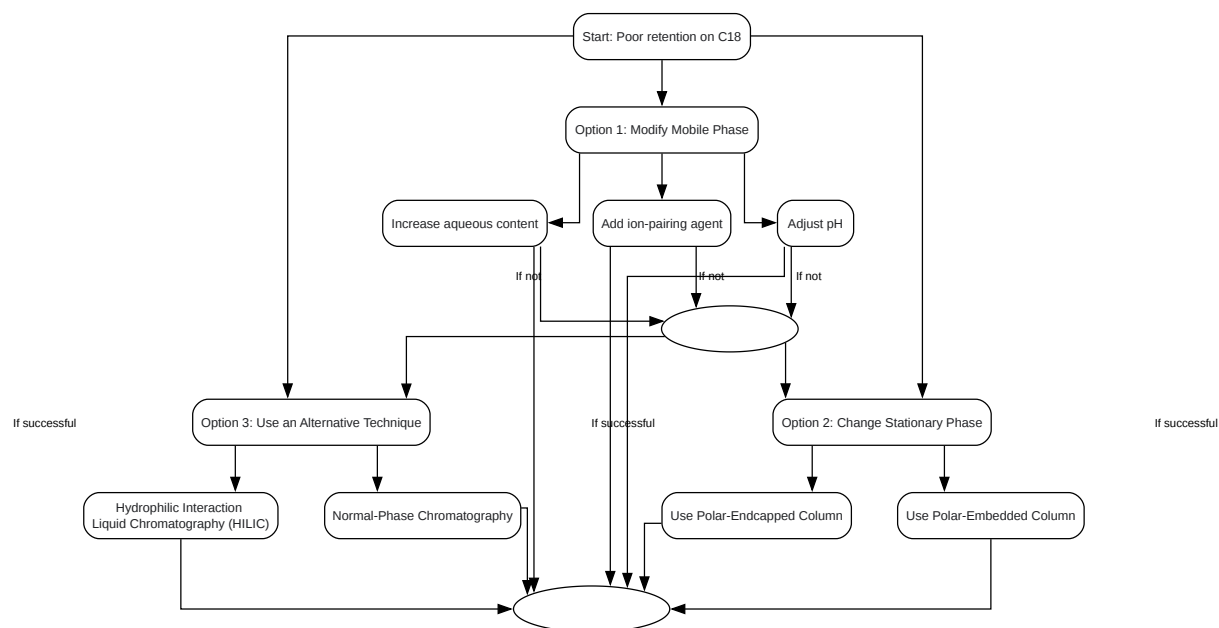 Start: Poor retention on C18
Option 1: Modify Mobile Phase
Increase aqueous content
Add ion-pairing agent
Adjust pH
If not
If not
If not
Option 3: Use an Alternative Technique
Option 2: Change Stationary Phase
If successful
If successful
If successful
Hydrophilic Interaction
Liquid Chromatography (HILIC)
Normal-Phase Chromatography
Use Polar-Endcapped Column
Use Polar-Embedded Column